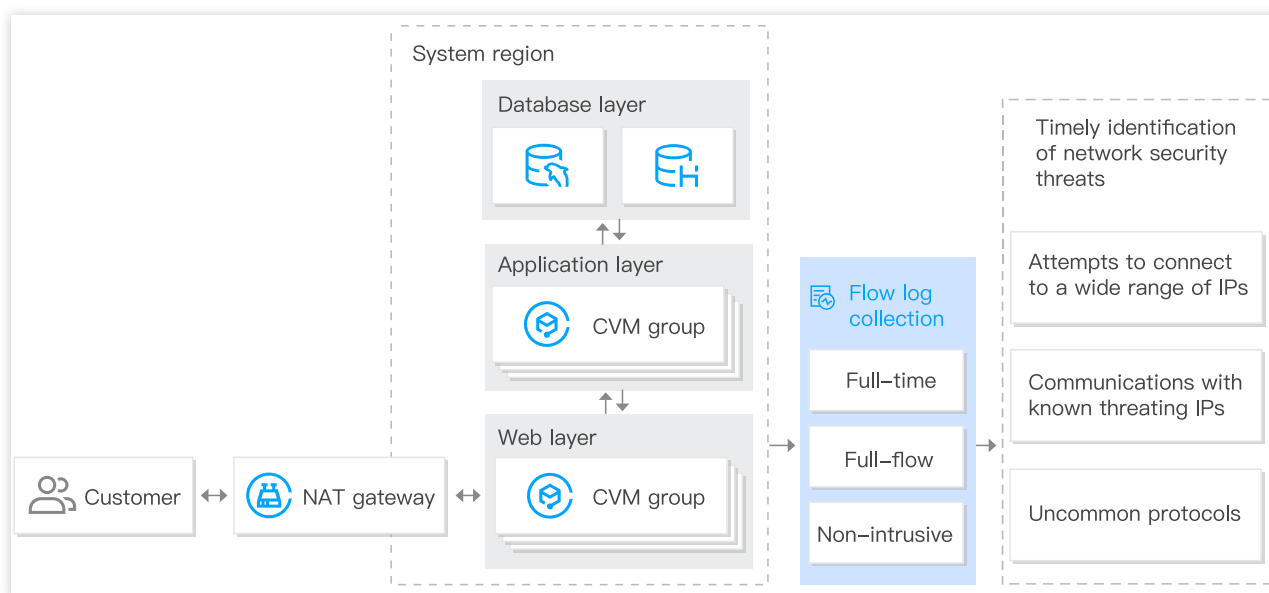 System region
Database layer
Application layer
CVM group
Web layer
CVM group
Customer
NAT gateway
Flow log
collection
Full-time
Full-flow
Non-intrusive
Timely identification
of network security
threats
Attempts to connect
to a wide range of IPs
Communications with
known threating IPs
Uncommon protocols